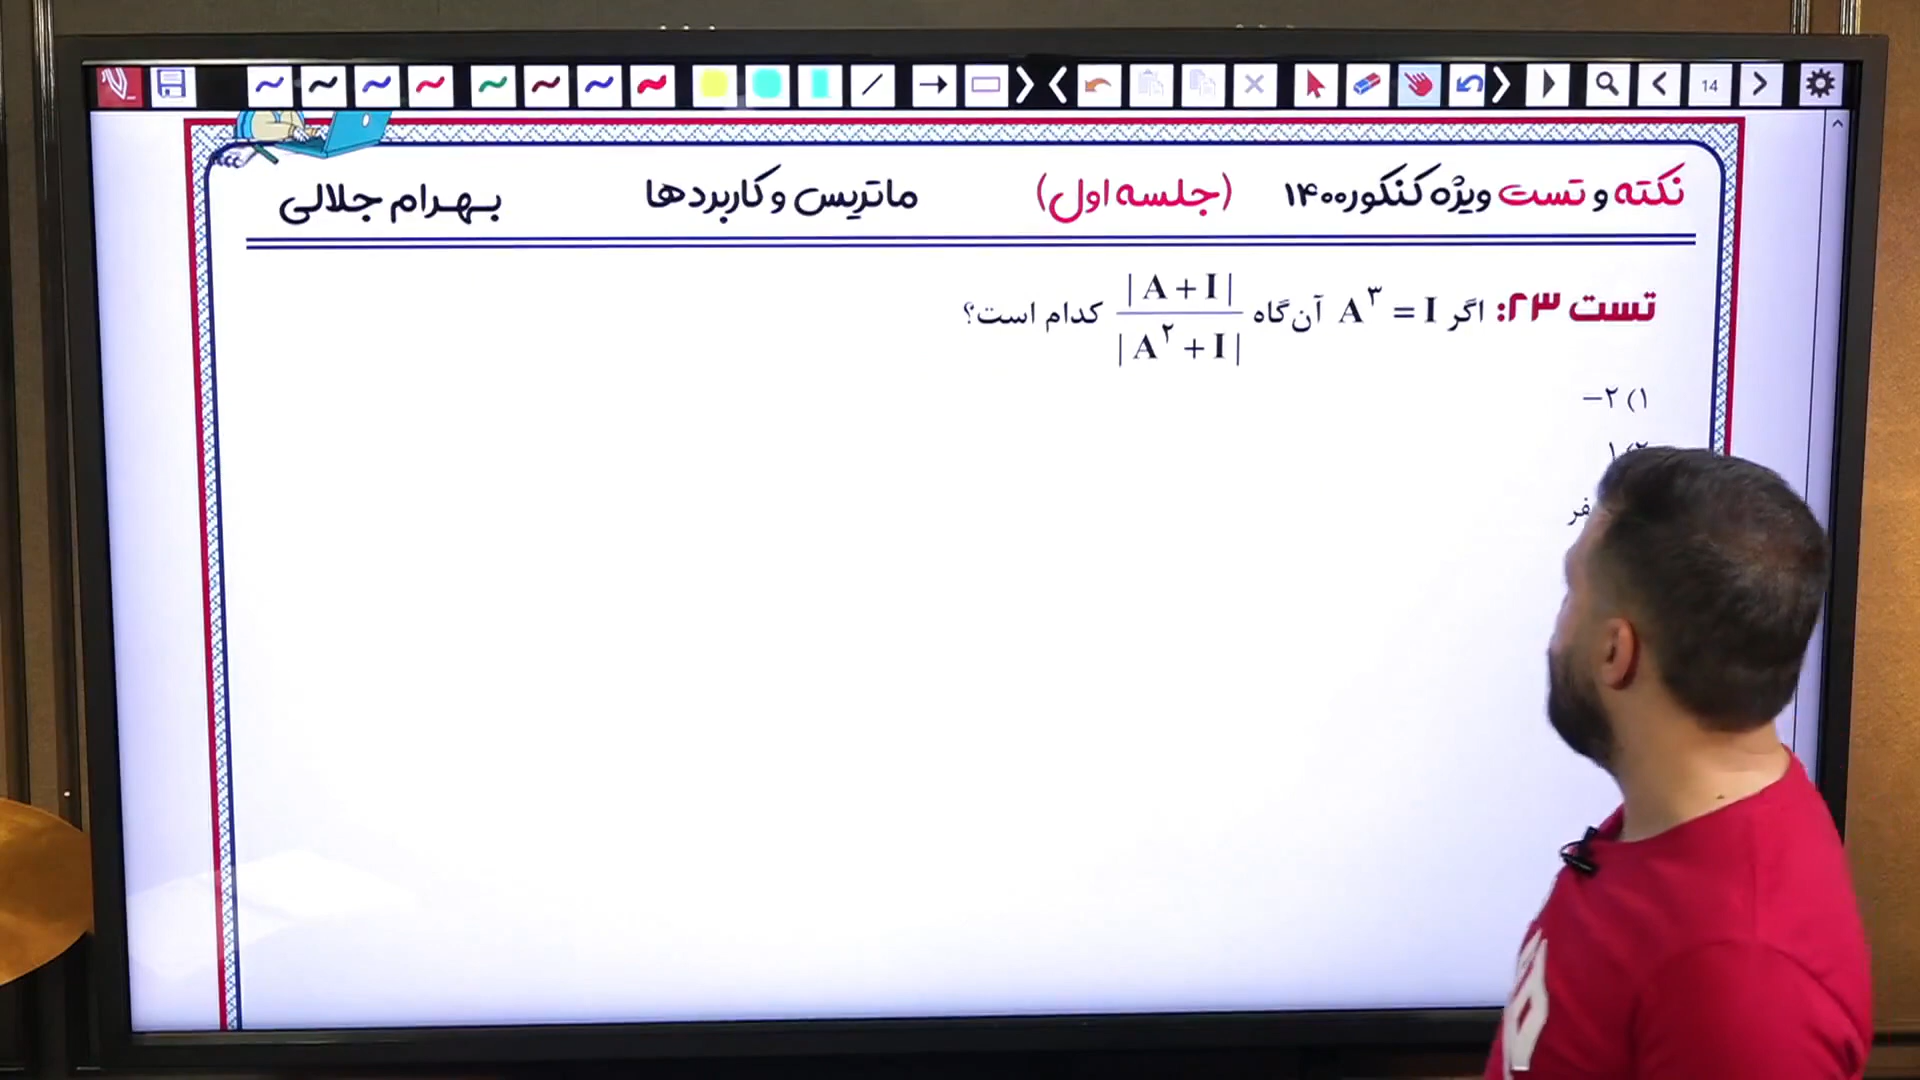 14
نکته و تست ویژه کنکور ۱۴۰۰ (جلسه اول) ماتریس و کاربردها بهرام جلالی
تست ۲۳: اگر A^۳ = I آن‌گاه |A + I| / |A^۲ + I| کدام است؟
۱) ۲−
۱